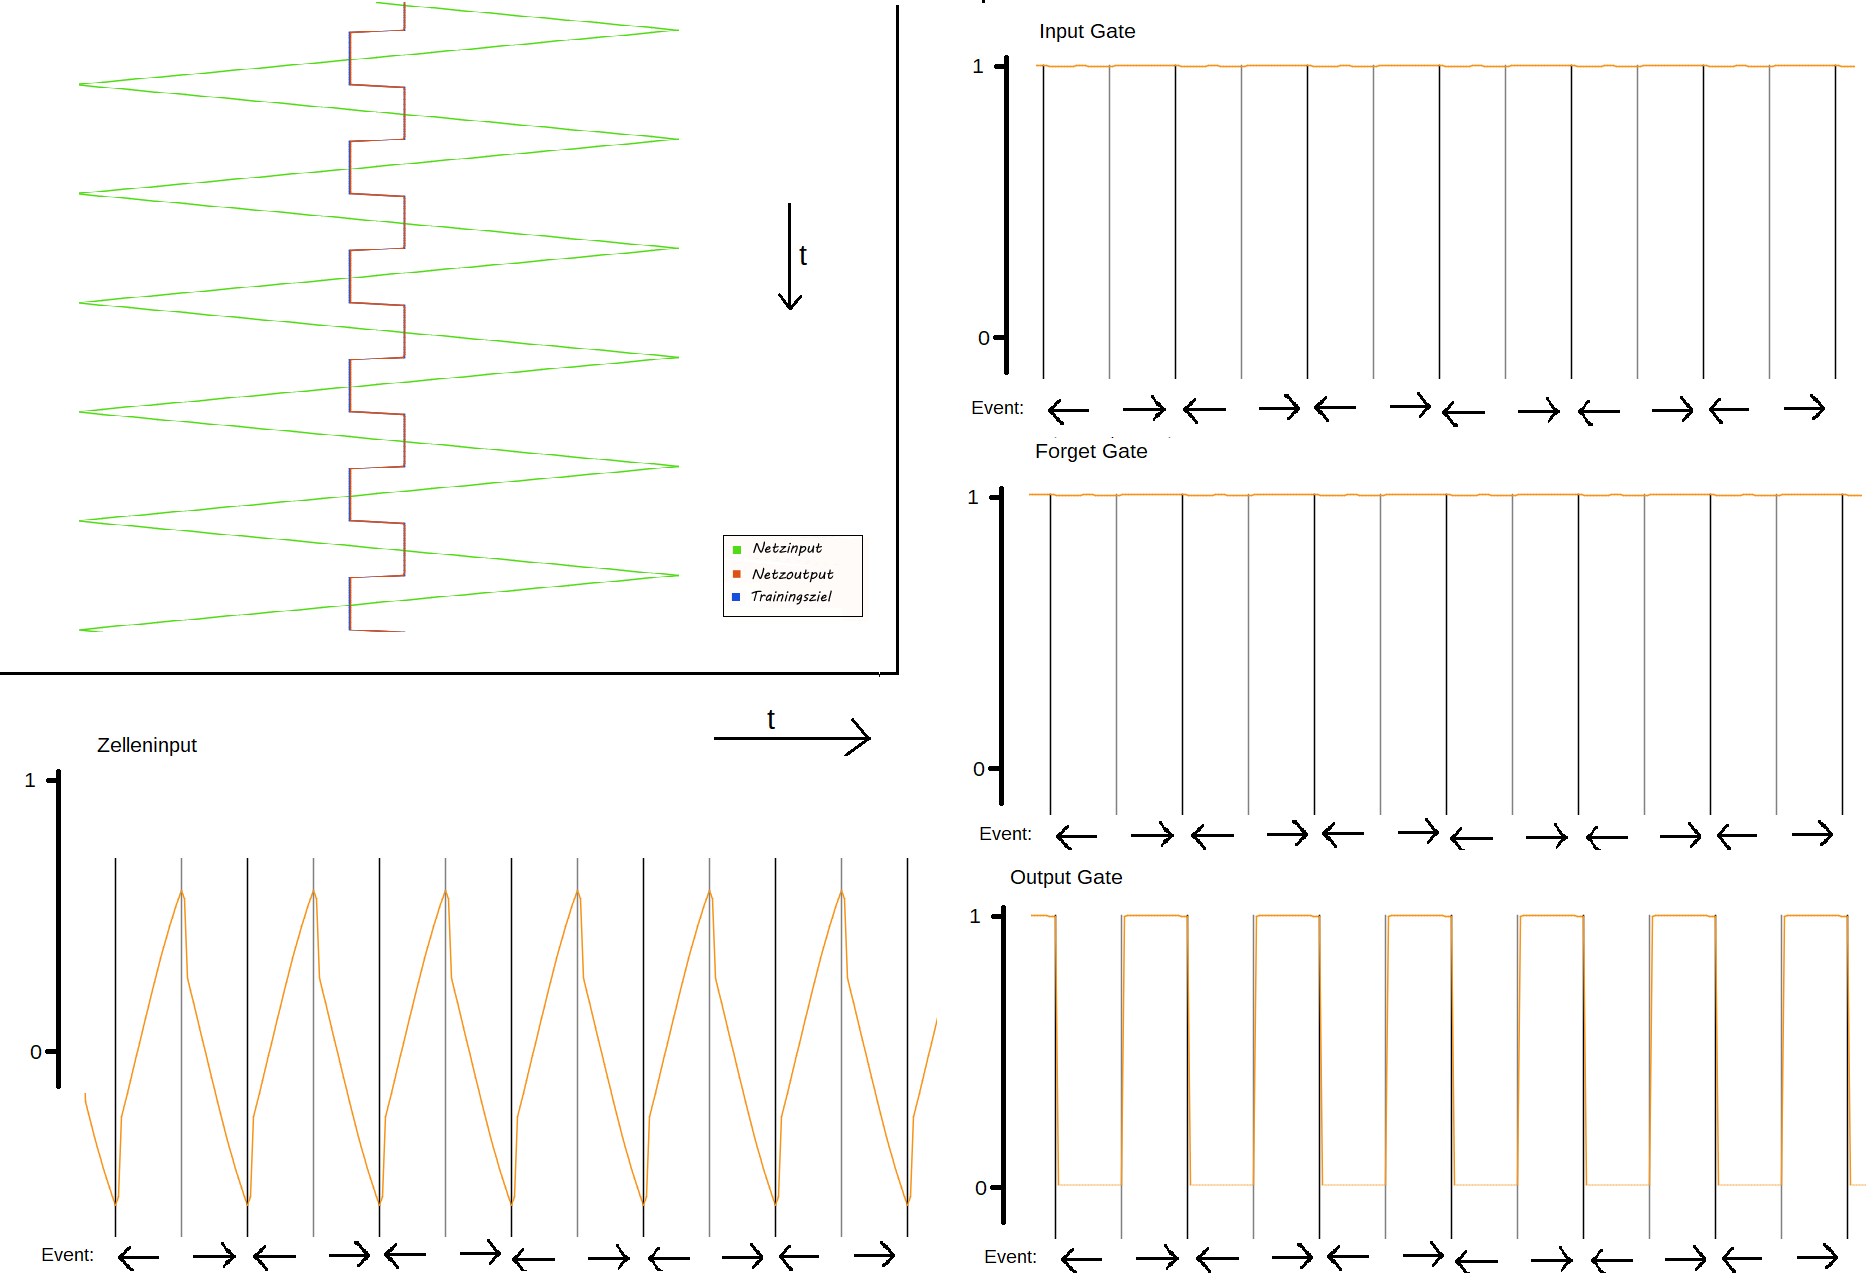 t
Netzinput
Netzoutput
Trainingsziel
t
Zelleninput
1
0
Event:
Input Gate
1
0
Event:
Forget Gate
1
0
Event:
Output Gate
1
0
Event: